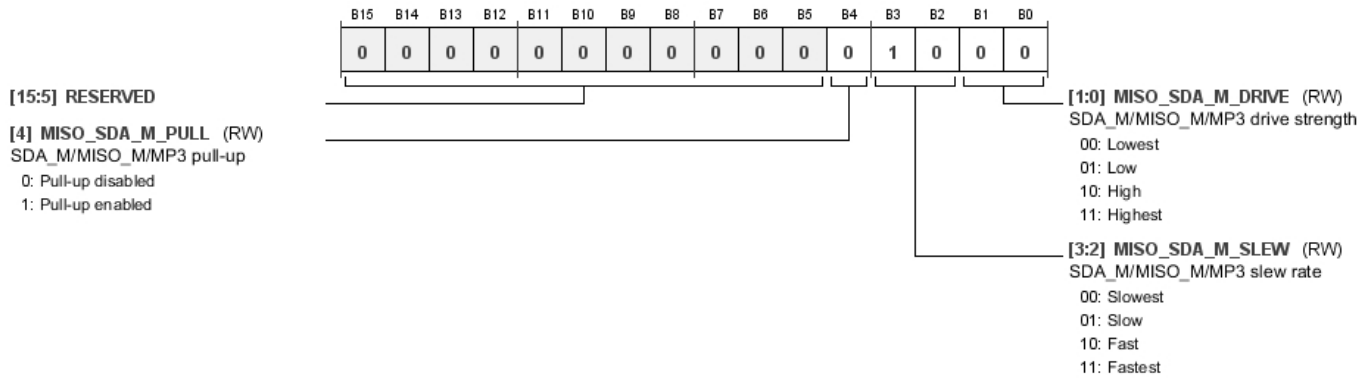 B15 B14 B13 B12 B11 B10 B9 B8 B7 B6 B5 B4 B3 B2 B1 B0
0 0 0 0 0 0 0 0 0 0 0 0 1 0 0 0
[15:5] RESERVED
[4] MISO_SDA_M_PULL (RW)
SDA_M/MISO_M/MP3 pull-up
0: Pull-up disabled
1: Pull-up enabled
[1:0] MISO_SDA_M_DRIVE (RW)
SDA_M/MISO_M/MP3 drive strength
00: Lowest
01: Low
10: High
11: Highest
[3:2] MISO_SDA_M_SLEW (RW)
SDA_M/MISO_M/MP3 slew rate
00: Slowest
01: Slow
10: Fast
11: Fastest